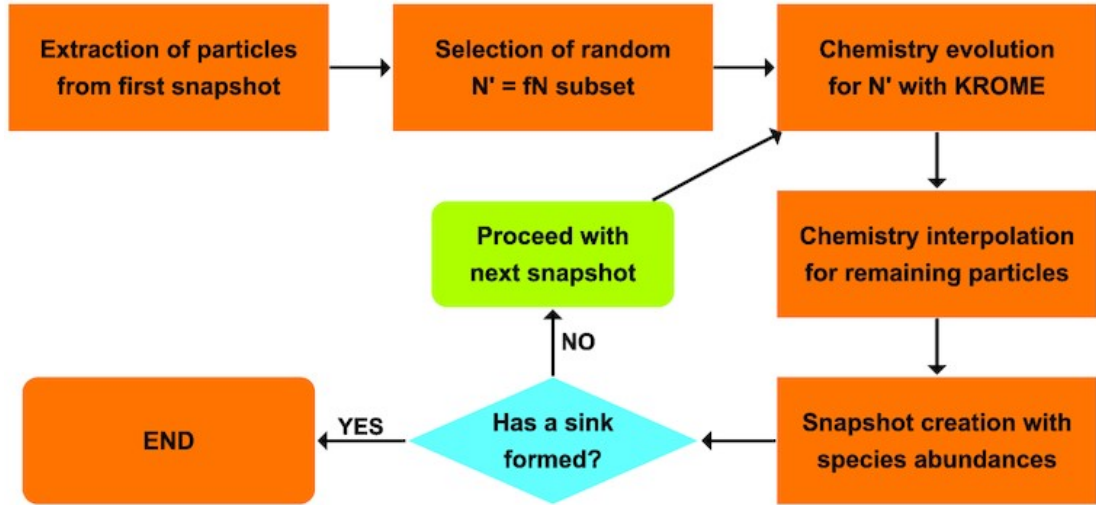 Extraction of particles
from first snapshot
Selection of random
N' = fN subset
Chemistry evolution
for N' with KROME
Proceed with
next snapshot
Chemistry interpolation
for remaining particles
NO
END
YES
Has a sink
formed?
Snapshot creation with
species abundances